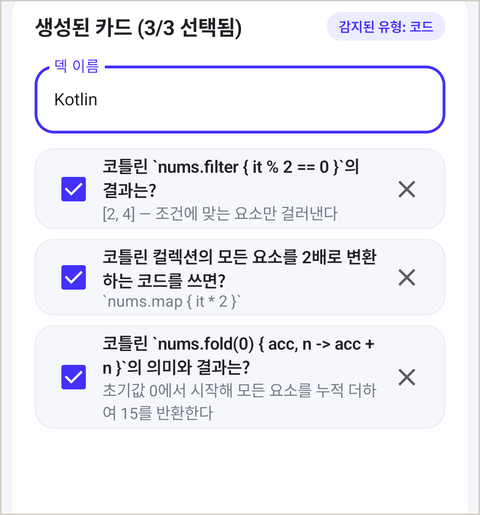 생성된 카드 (3/3 선택됨)
감지된 유형: 코드
덱 이름
Kotlin
코틀린 `nums.filter { it % 2 == 0 }`의
결과는?
[2, 4] — 조건에 맞는 요소만 걸러낸다
코틀린 컬렉션의 모든 요소를 2배로 변환
하는 코드를 쓰면?
`nums.map { it * 2 }`
코틀린 `nums.fold(0) { acc, n -> acc +
n }`의 의미와 결과는?
초기값 0에서 시작해 모든 요소를 누적 더하
여 15를 반환한다